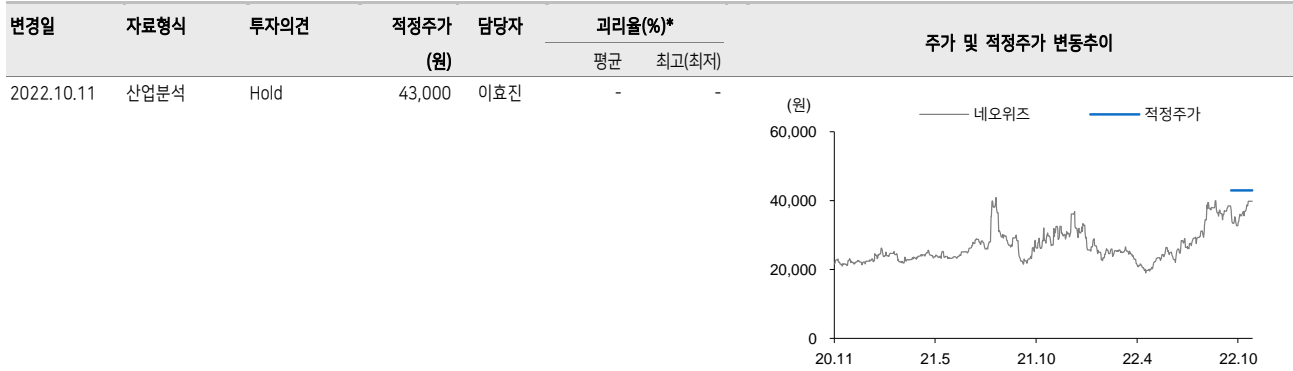 변경일 자료형식 투자의견 적정주가 담당자 괴리율(%)* 주가 및 적정주가 변동추이
(원) 평균 최고(최저)
2022.10.11 산업분석 Hold 43,000 이효진 - -
(원) 네오위즈 적정주가
60,000
40,000
20,000
0
20.11 21.5 21.10 22.4 22.10